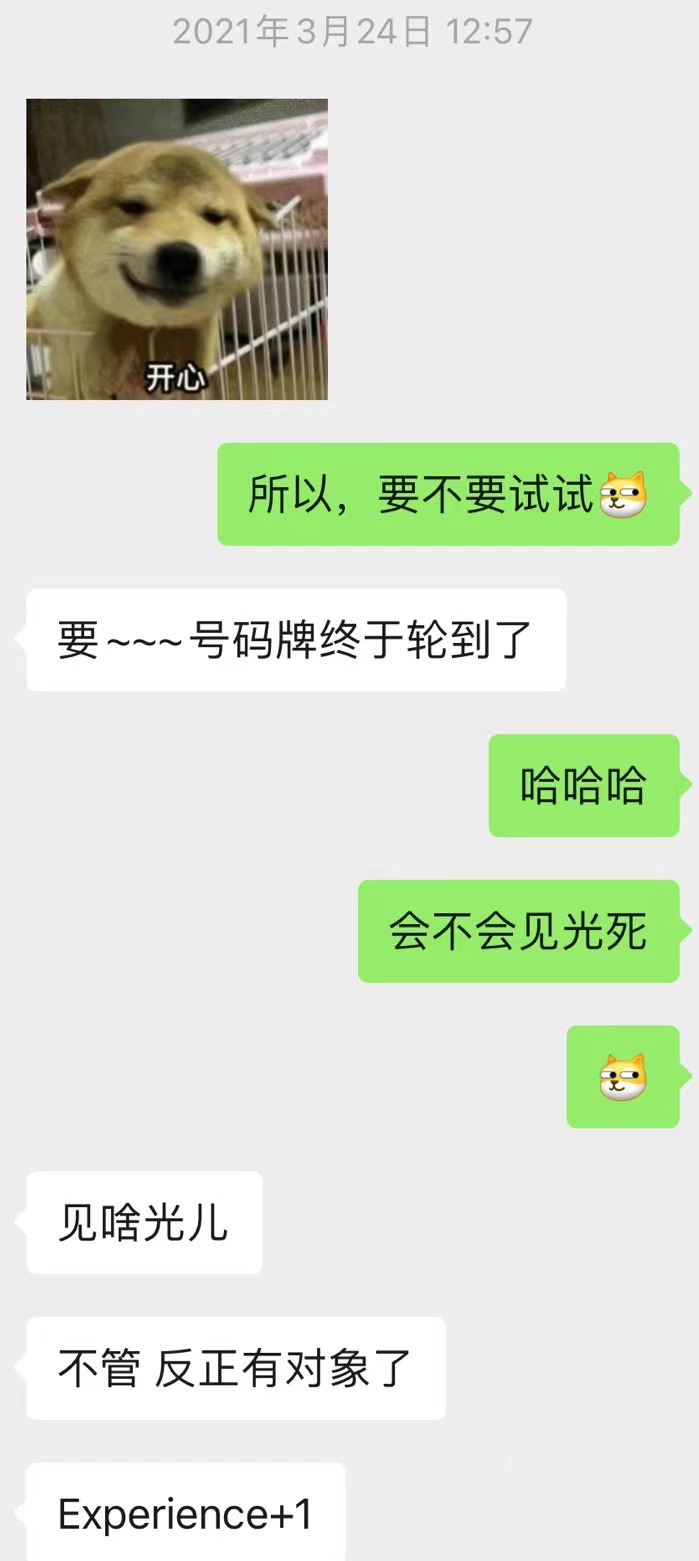 2021年3月24日 12:57
开心
所以，要不要试试
要~~~号码牌终于轮到了
哈哈哈
会不会见光死
见啥光儿
不管 反正有对象了
Experience+1